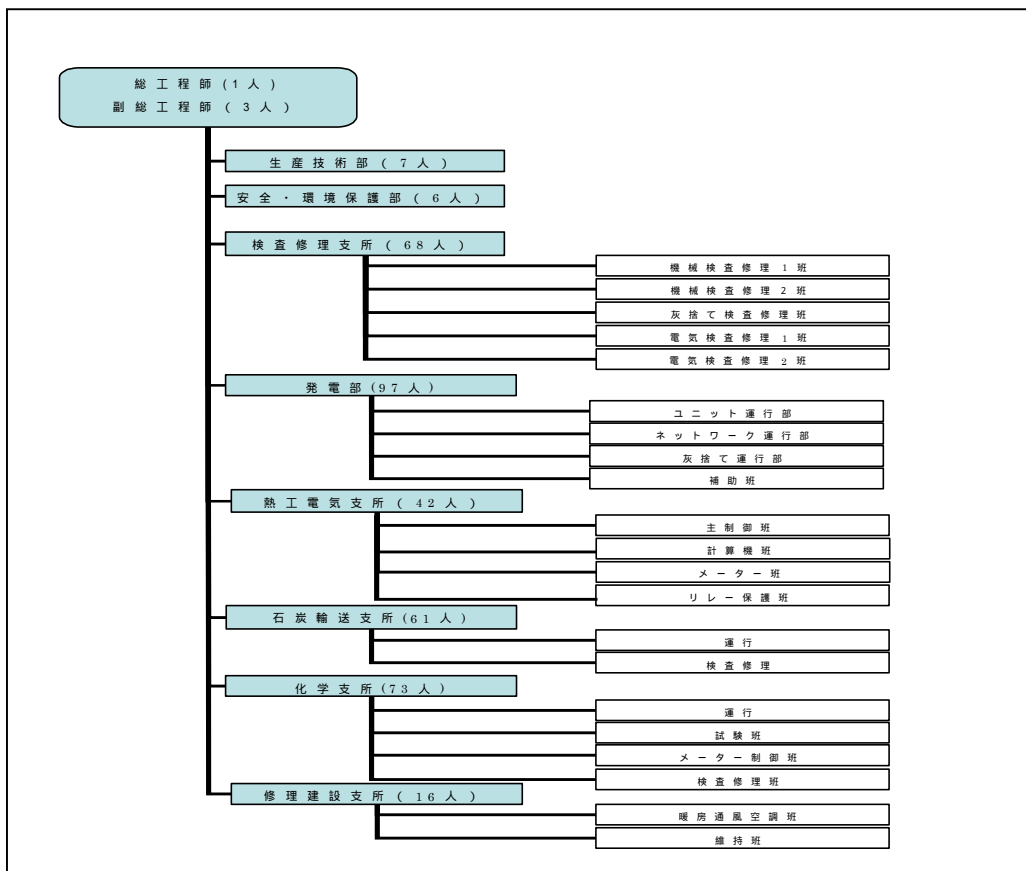 総工程師(1人)
副総工程師(3人)
生産技術部(7人)
安全・環境保護部(6人)
検査修理支所(68人)
機械検査修理1班
機械検査修理2班
灰捨て検査修理班
電気検査修理1班
電気検査修理2班
発電部(97人)
ユニット運行部
ネットワーク運行部
灰捨て運行部
補助班
熱工電気支所(42人)
主制御班
計算機班
メーター班
リレー保護班
石炭輸送支所(61人)
運行
検査修理
化学支所(73人)
運行
試験班
メーター制御班
検査修理班
修理建設支所(16人)
暖房通風空調班
維持班